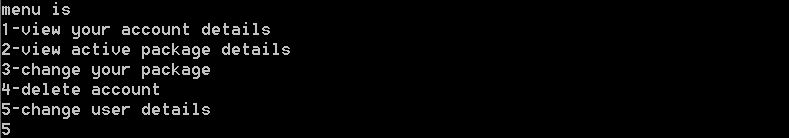 menu is
1-view your account details
2-view active package details
3-change your package
4-delete account
5-change user details
5